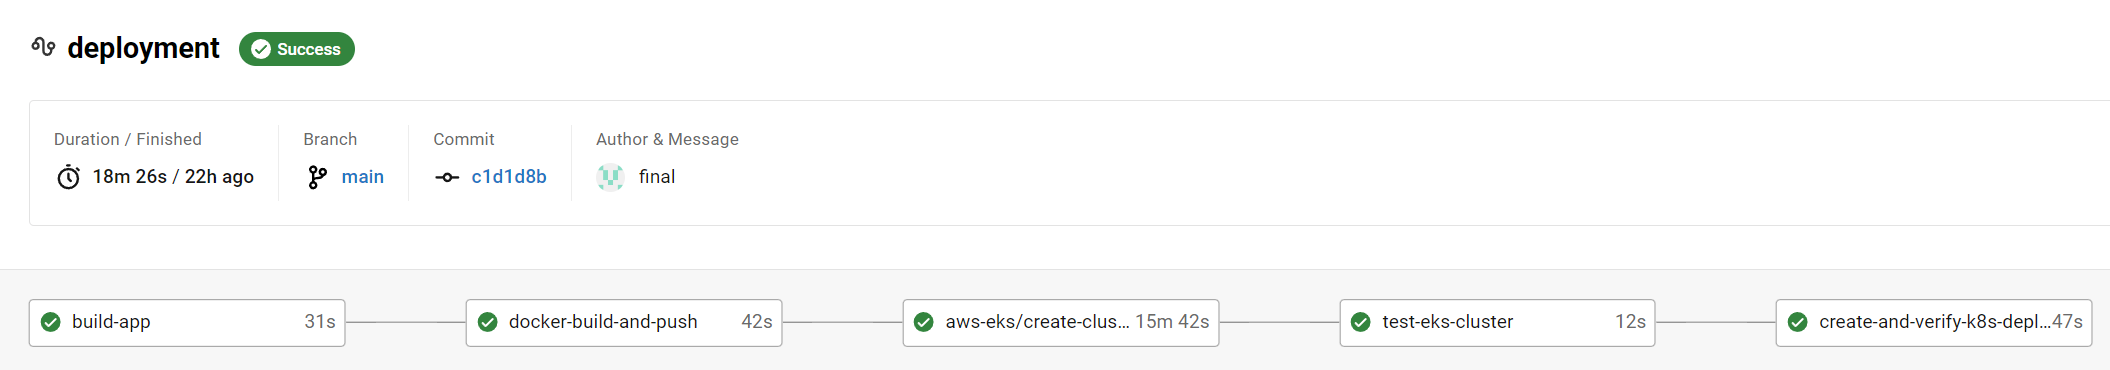 deployment Success
Duration / Finished Branch Commit Author & Message
18m 26s / 22h ago main c1d1d8b final
build-app 31s docker-build-and-push 42s aws-eks/create-clus... 15m 42s test-eks-cluster 12s create-and-verify-k8s-depl... 47s